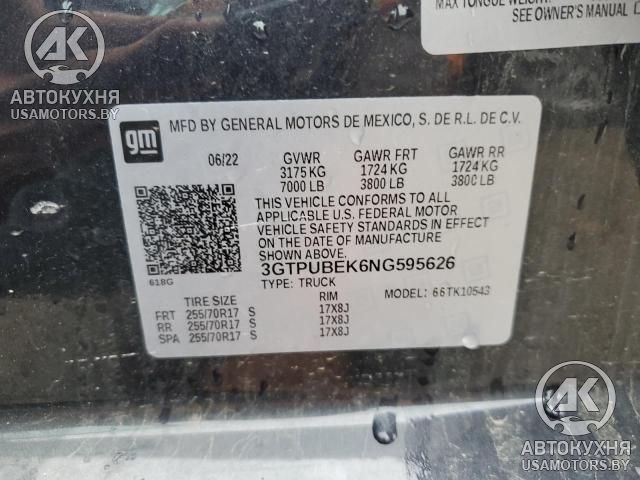 MAX TONGUE WEIGHT:
SEE OWNER'S MANUAL
АК
АВТОКУХНЯ
USAMOTORS.BY
gm
MFD BY GENERAL MOTORS DE MEXICO, S. DE R.L. DE C.V.
06/22 GVWR GAWR FRT GAWR RR
3175 KG 1724 KG 1724 KG
7000 LB 3800 LB 3800 LB
THIS VEHICLE CONFORMS TO ALL
APPLICABLE U.S. FEDERAL MOTOR
VEHICLE SAFETY STANDARDS IN EFFECT
ON THE DATE OF MANUFACTURE
SHOWN ABOVE.
3GTPUBEK6NG595626
618G
TYPE: TRUCK
MODEL: 66TK10543
TIRE SIZE RIM
FRT 255/70R17 S 17X8J
RR 255/70R17 S 17X8J
SPA 255/70R17 S 17X8J
АК
АВТОКУХНЯ
USAMOTORS.BY